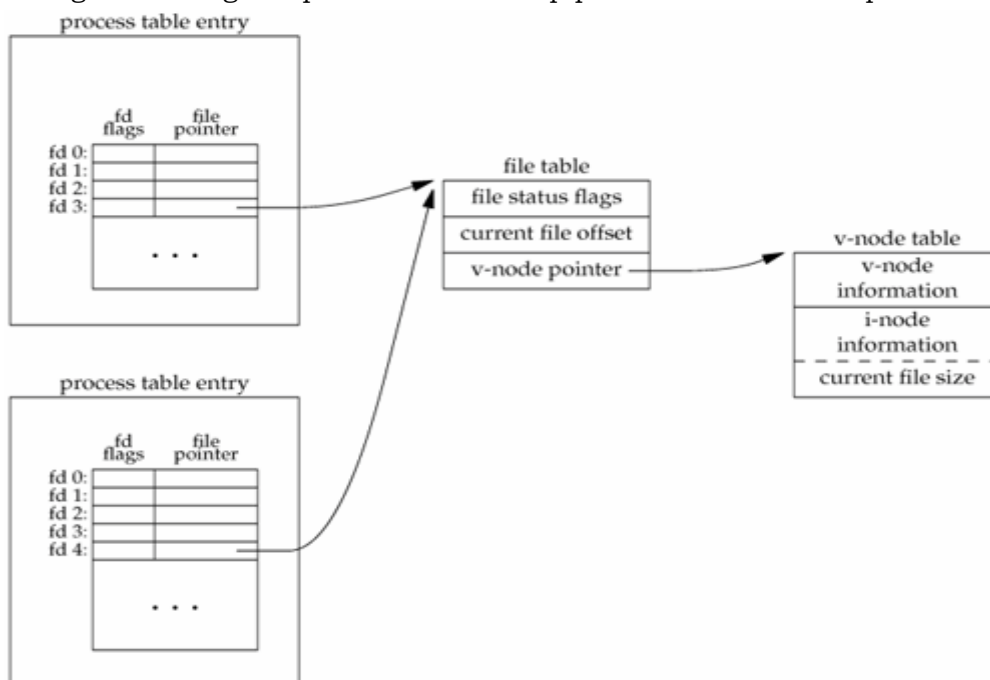 process table entry
fd file
flags pointer
fd 0:
fd 1:
fd 2:
fd 3:
. . .
file table
file status flags
current file offset
v-node pointer
v-node table
v-node
information
i-node
information
current file size
process table entry
fd file
flags pointer
fd 0:
fd 1:
fd 2:
fd 3:
fd 4:
. . .